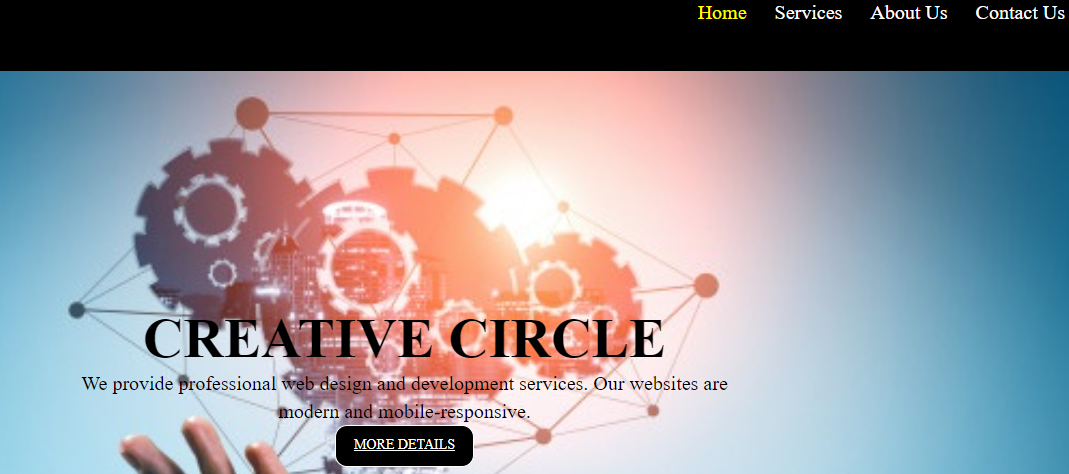 Home Services About Us Contact Us
CREATIVE CIRCLE
We provide professional web design and development services. Our websites are
modern and mobile-responsive.
MORE DETAILS